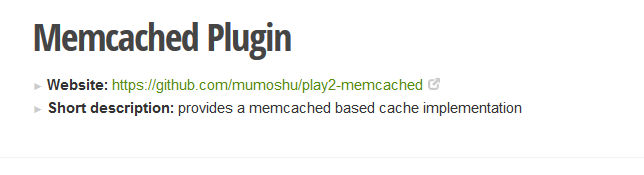 Memcached Plugin
Website: https://github.com/mumoshu/play2-memcached
Short description: provides a memcached based cache implementation